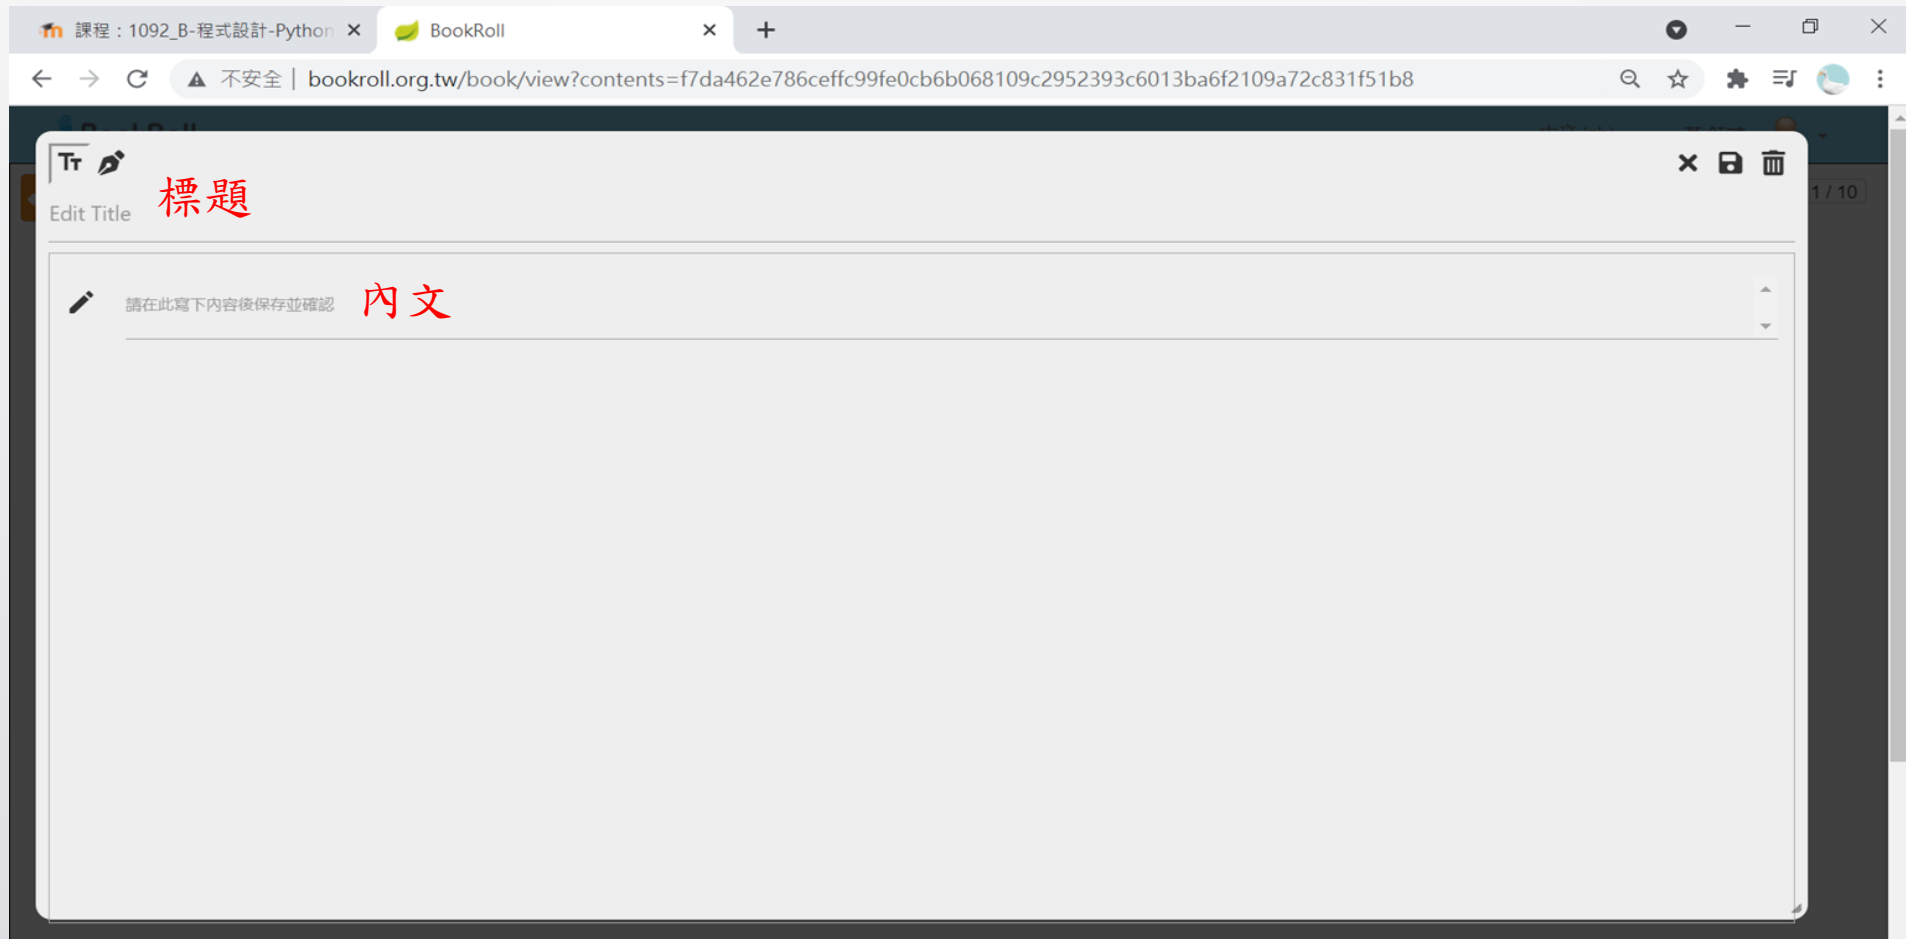 課程：1092_B-程式設計-Python
BookRoll
不安全 | bookroll.org.tw/book/view?contents=f7da462e786ceffc99fe0cb6b068109c2952393c6013ba6f2109a72c831f51b8
1 / 10
Edit Title 標題
請在此寫下內容後保存並確認 內文